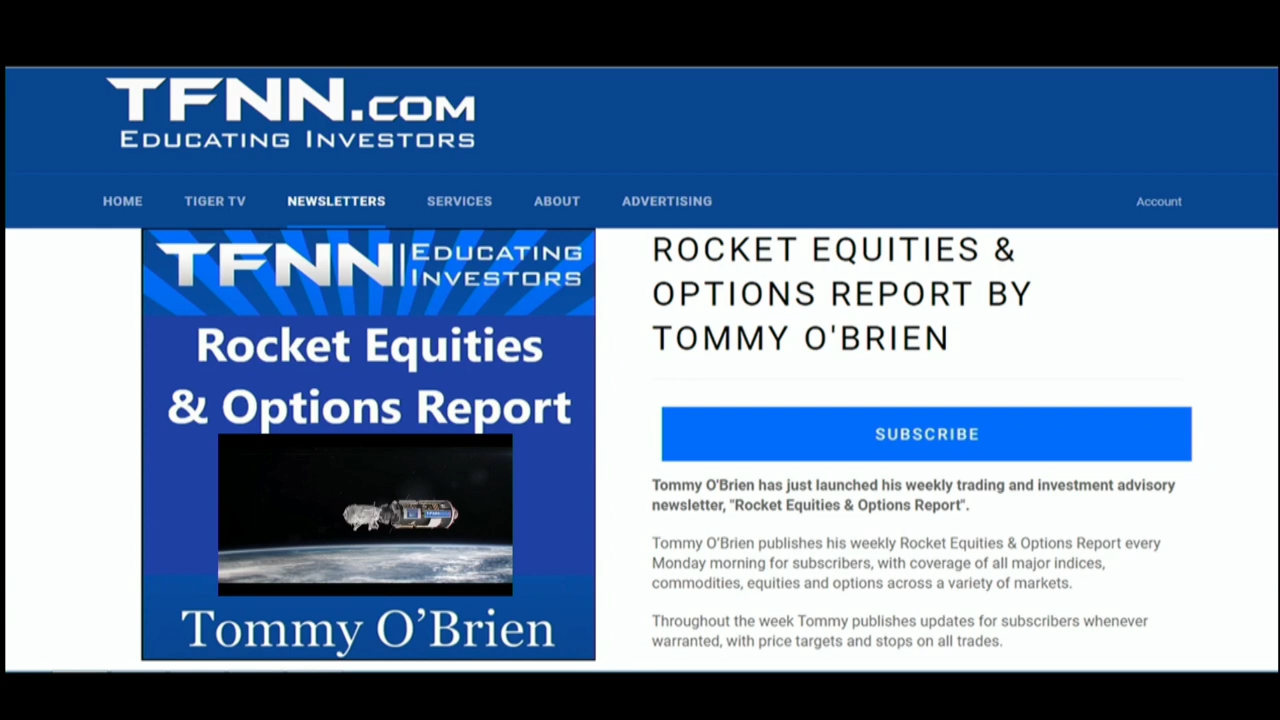 TFNN.COM
EDUCATING INVESTORS
HOME TIGER TV NEWSLETTERS SERVICES ABOUT ADVERTISING Account
TFNN EDUCATING
INVESTORS
Rocket Equities
& Options Report
Tommy O’Brien
ROCKET EQUITIES &
OPTIONS REPORT BY
TOMMY O'BRIEN
SUBSCRIBE
Tommy O'Brien has just launched his weekly trading and investment advisory
newsletter, "Rocket Equities & Options Report".
Tommy O'Brien publishes his weekly Rocket Equities & Options Report every
Monday morning for subscribers, with coverage of all major indices,
commodities, equities and options across a variety of markets.
Throughout the week Tommy publishes updates for subscribers whenever
warranted, with price targets and stops on all trades.